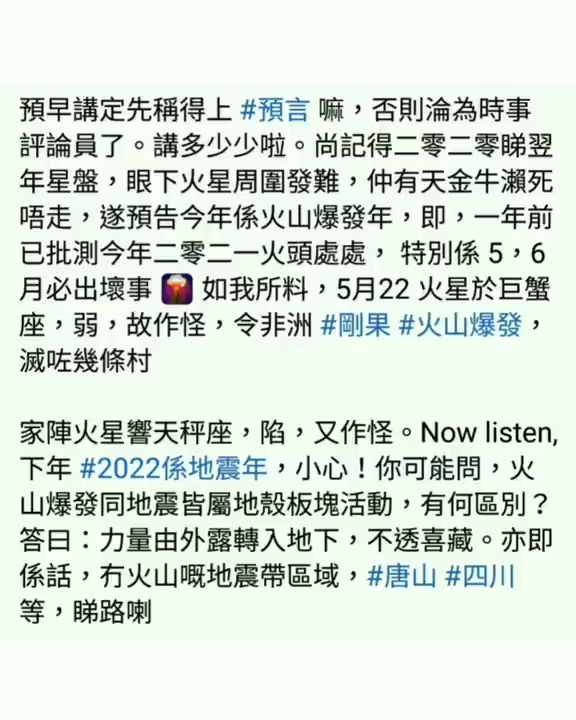 預早講定先稱得上 #預言 嘛，否則淪為時事
評論員了。講多少少啦。尚記得二零二零睇翌
年星盤，眼下火星周圍發難，仲有天金牛瀨死
唔走，遂預告今年係火山爆發年，即，一年前
已批測今年二零二一火頭處處， 特別係 5，6
月必出壞事 🌋 如我所料，5月22 火星於巨蟹
座，弱，故作怪，令非洲 #剛果 #火山爆發，
滅咗幾條村

家陣火星響天秤座，陷，又作怪。Now listen,
下年 #2022係地震年，小心！你可能問，火
山爆發同地震皆屬地殼板塊活動，有何區別？
答曰：力量由外露轉入地下，不透喜藏。亦即
係話，冇火山嘅地震帶區域，#唐山 #四川
等，睇路喇